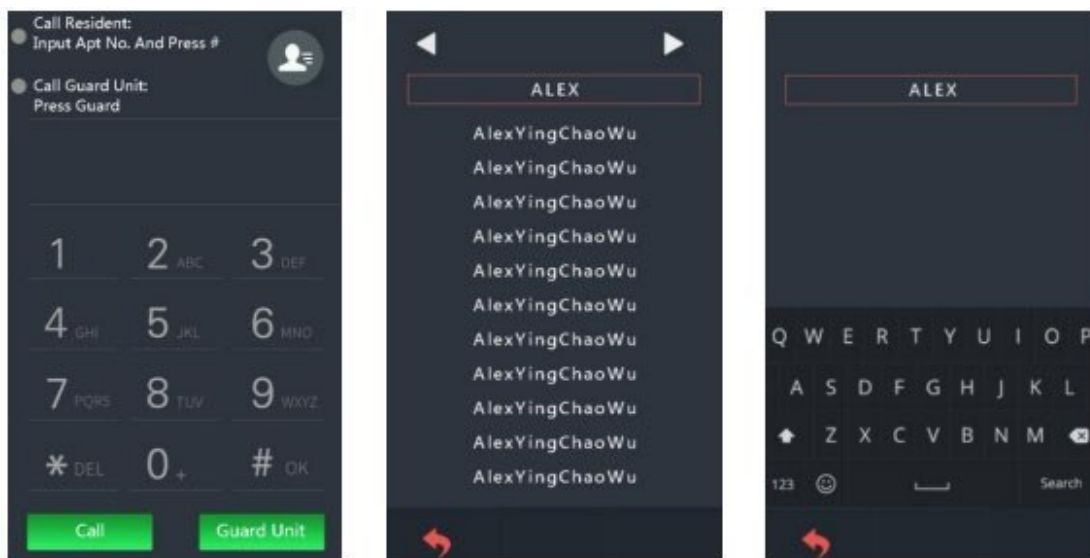 Call Resident:
Input Apt No. And Press #
Call Guard Unit:
Press Guard
1
2 ABC
3 DEF
4 GHI
5 JKL
6 MNO
7 PQRS
8 TUV
9 WXYZ
* DEL
0 +
# OK
Call
Guard Unit
ALEX
AlexYingChaoWu
AlexYingChaoWu
AlexYingChaoWu
AlexYingChaoWu
AlexYingChaoWu
AlexYingChaoWu
AlexYingChaoWu
AlexYingChaoWu
AlexYingChaoWu
AlexYingChaoWu
AlexYingChaoWu
ALEX
Q W E R T Y U I O P
A S D F G H J K L
Z X C V B N M
123
Search